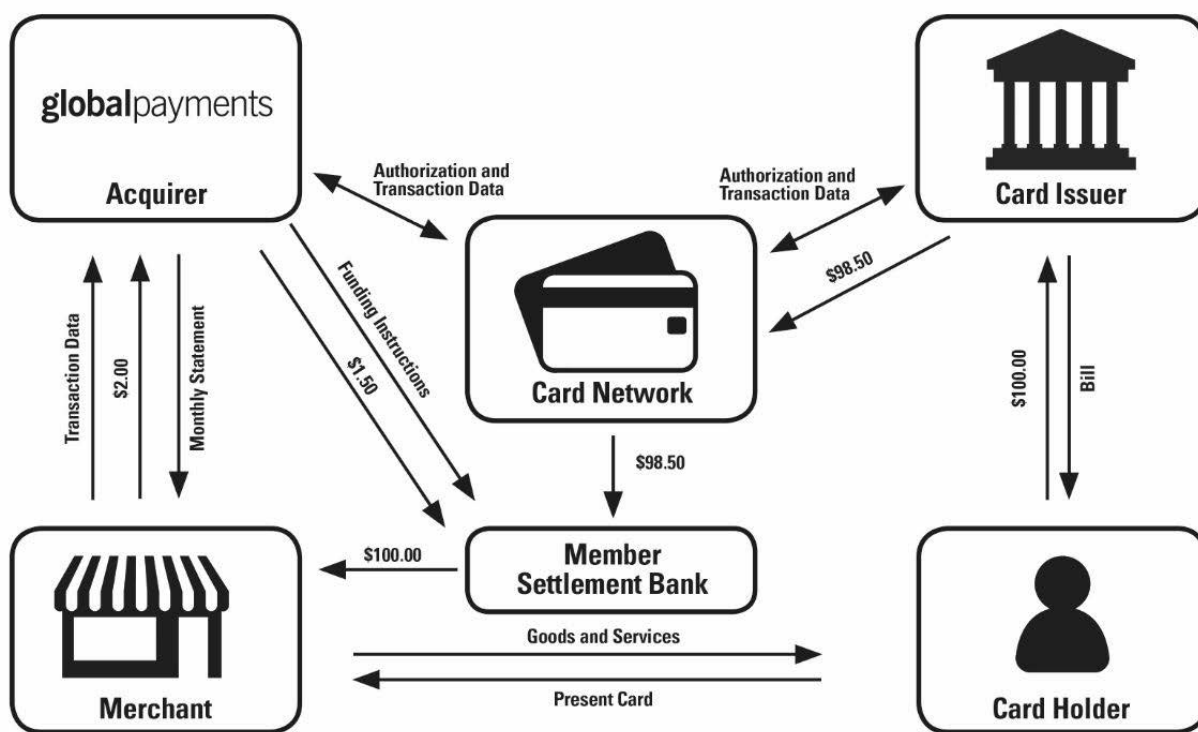 globalpayments
Acquirer
Card Issuer
Authorization and
Transaction Data
Authorization and
Transaction Data
$98.50
Card Network
Funding Instructions
$1.50
Transaction Data
$2.00
Monthly Statement
$100.00
Bill
$98.50
Member
Settlement Bank
$100.00
Goods and Services
Present Card
Merchant
Card Holder